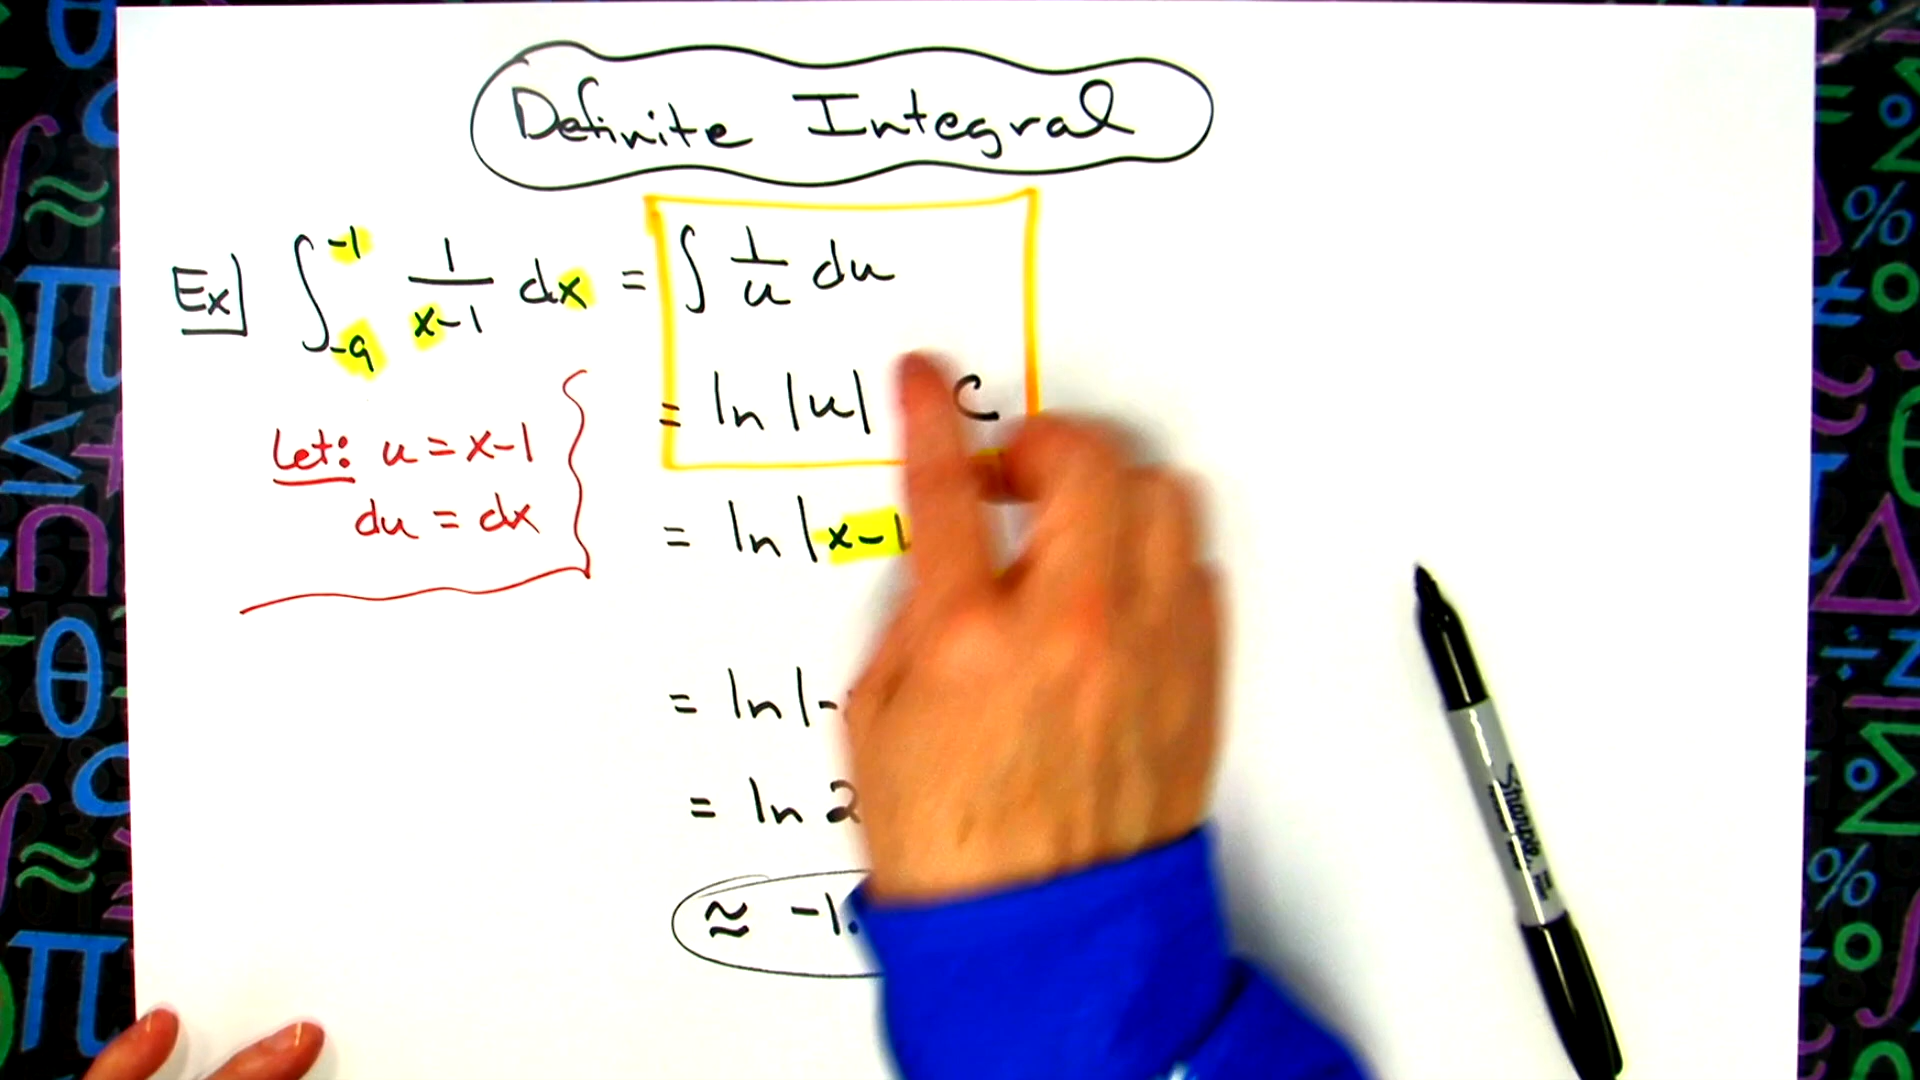 Definite Integral
Ex] ∫_{-9}^{-1} 1/(x-1) dx = ∫ 1/u du
= ln |u| C
Let: u = x-1
du = dx
= ln |x-1
= ln |-
= ln 2
≈ -1.
Sharpie